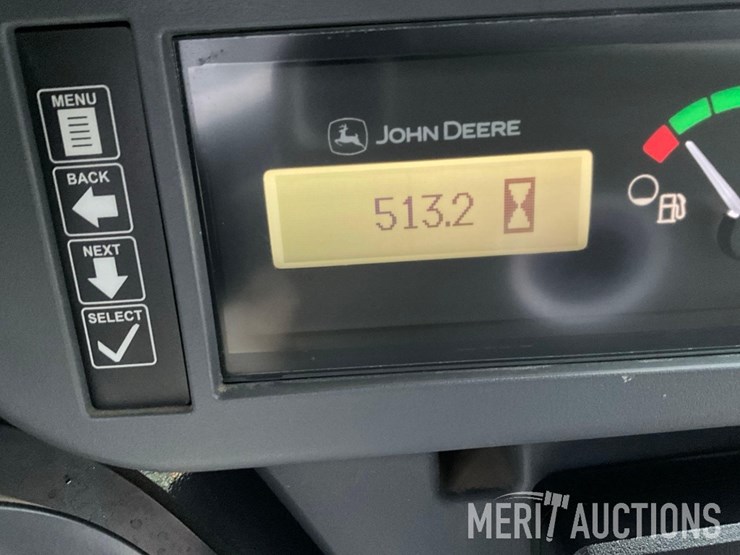 MENU
BACK
NEXT
SELECT
JOHN DEERE
513.2
MERIT AUCTIONS